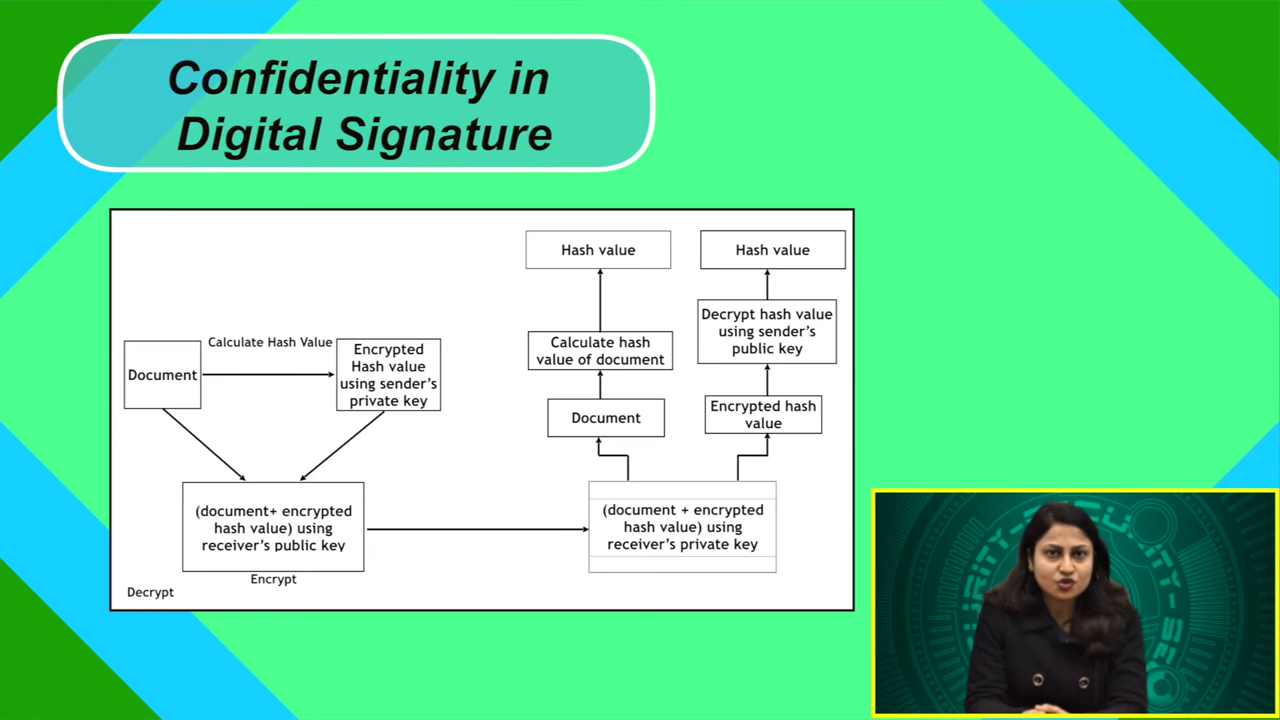 Confidentiality in
Digital Signature
Document
Calculate Hash Value
Encrypted
Hash value
using sender's
private key
(document+ encrypted
hash value) using
receiver's public key
Encrypt
Decrypt
Hash value
Calculate hash
value of document
Document
Hash value
Decrypt hash value
using sender's
public key
Encrypted hash
value
(document + encrypted
hash value) using
receiver's private key